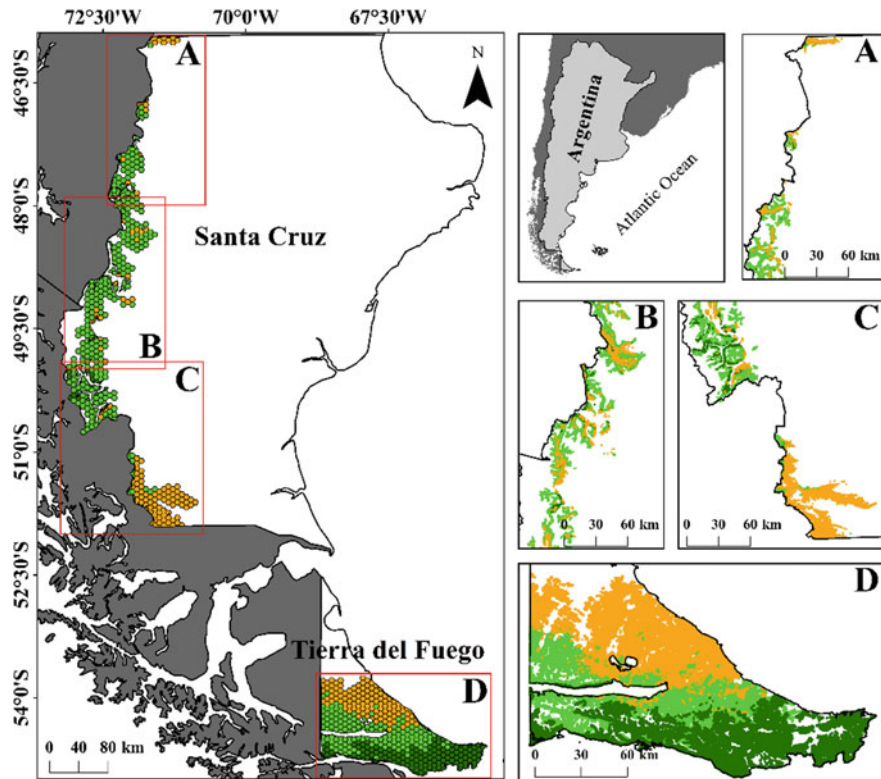 72°30'W 70°0'W 67°30'W
46°30'S
48°0'S
49°30'S
51°0'S
52°30'S
54°0'S
A
N
Santa Cruz
B
C
Tierra del Fuego
D
0 40 80 km
Argentina
Atlantic Ocean
A
0 30 60 km
B
0 30 60 km
C
0 30 60 km
D
0 30 60 km